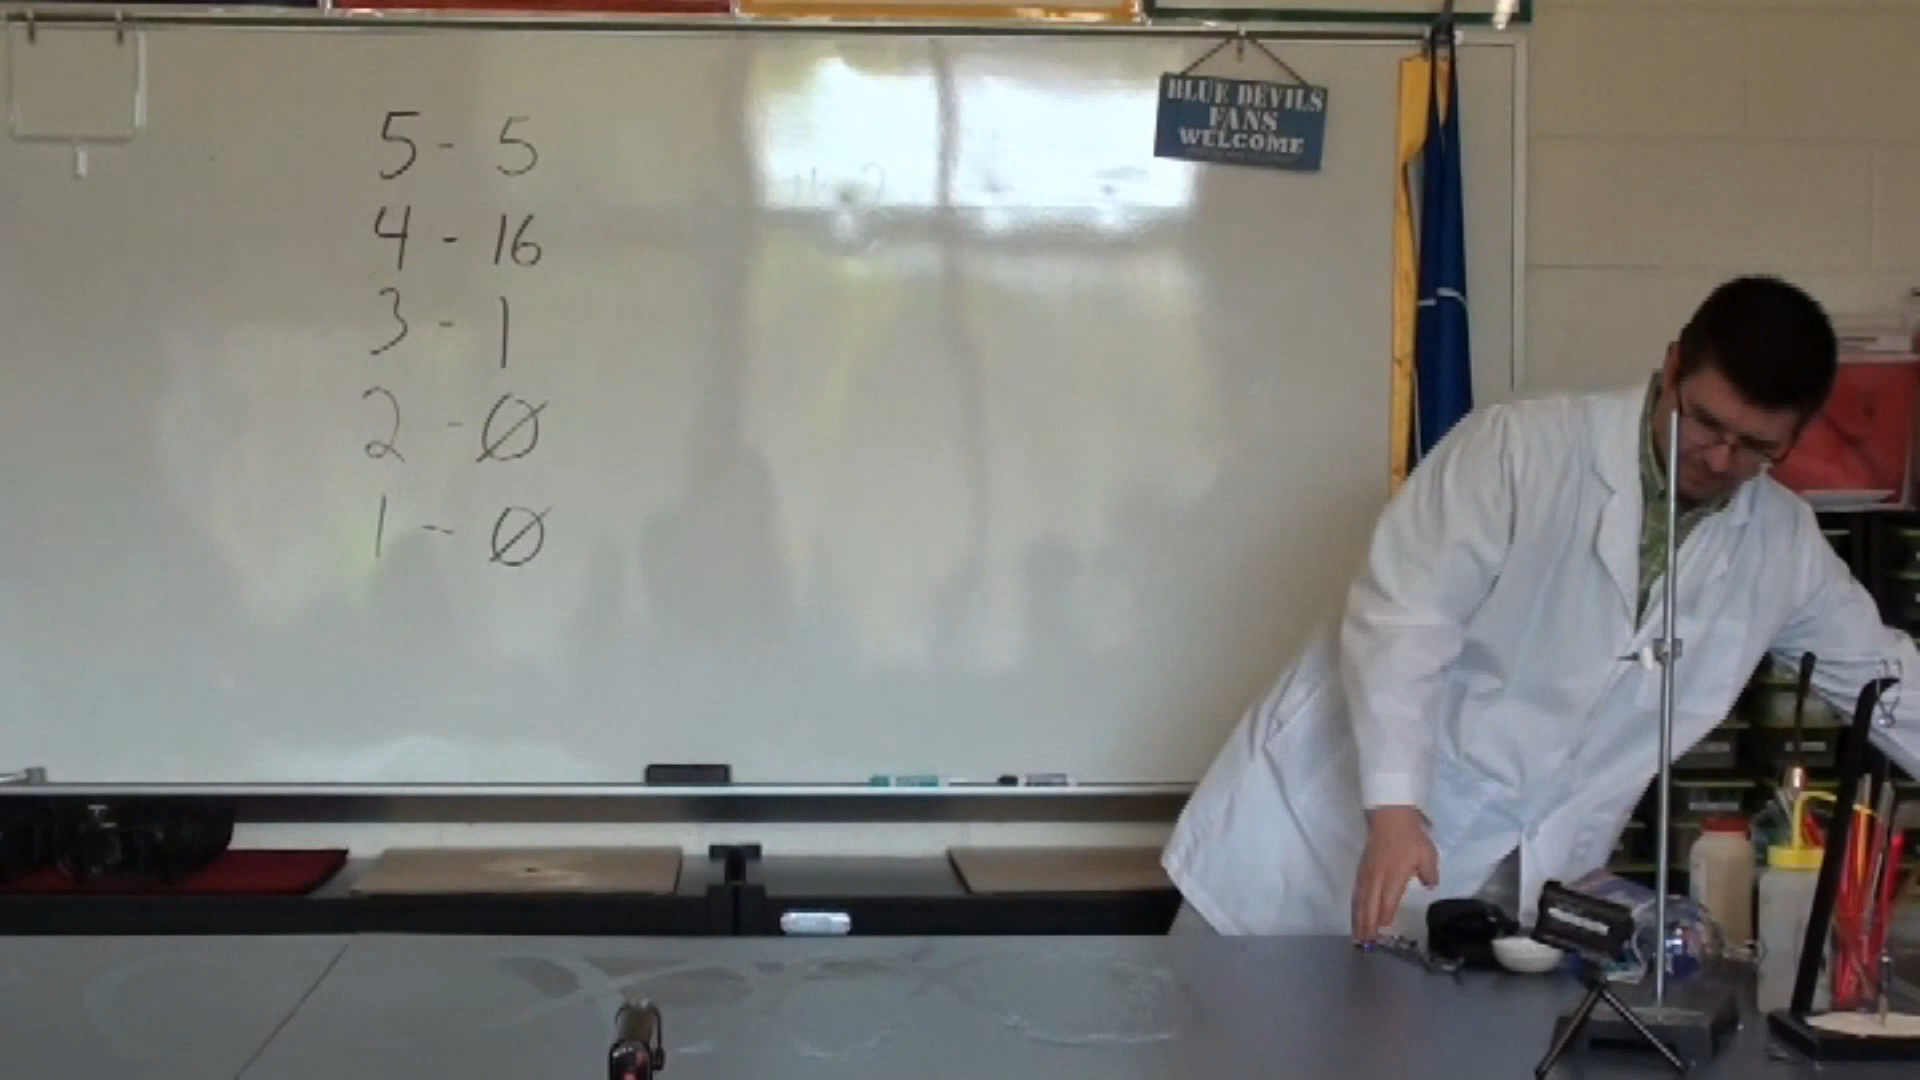 5 - 5
4 - 16
3 - 1
2 - Ø
1 - Ø
BLUE DEVILS
FANS
WELCOME